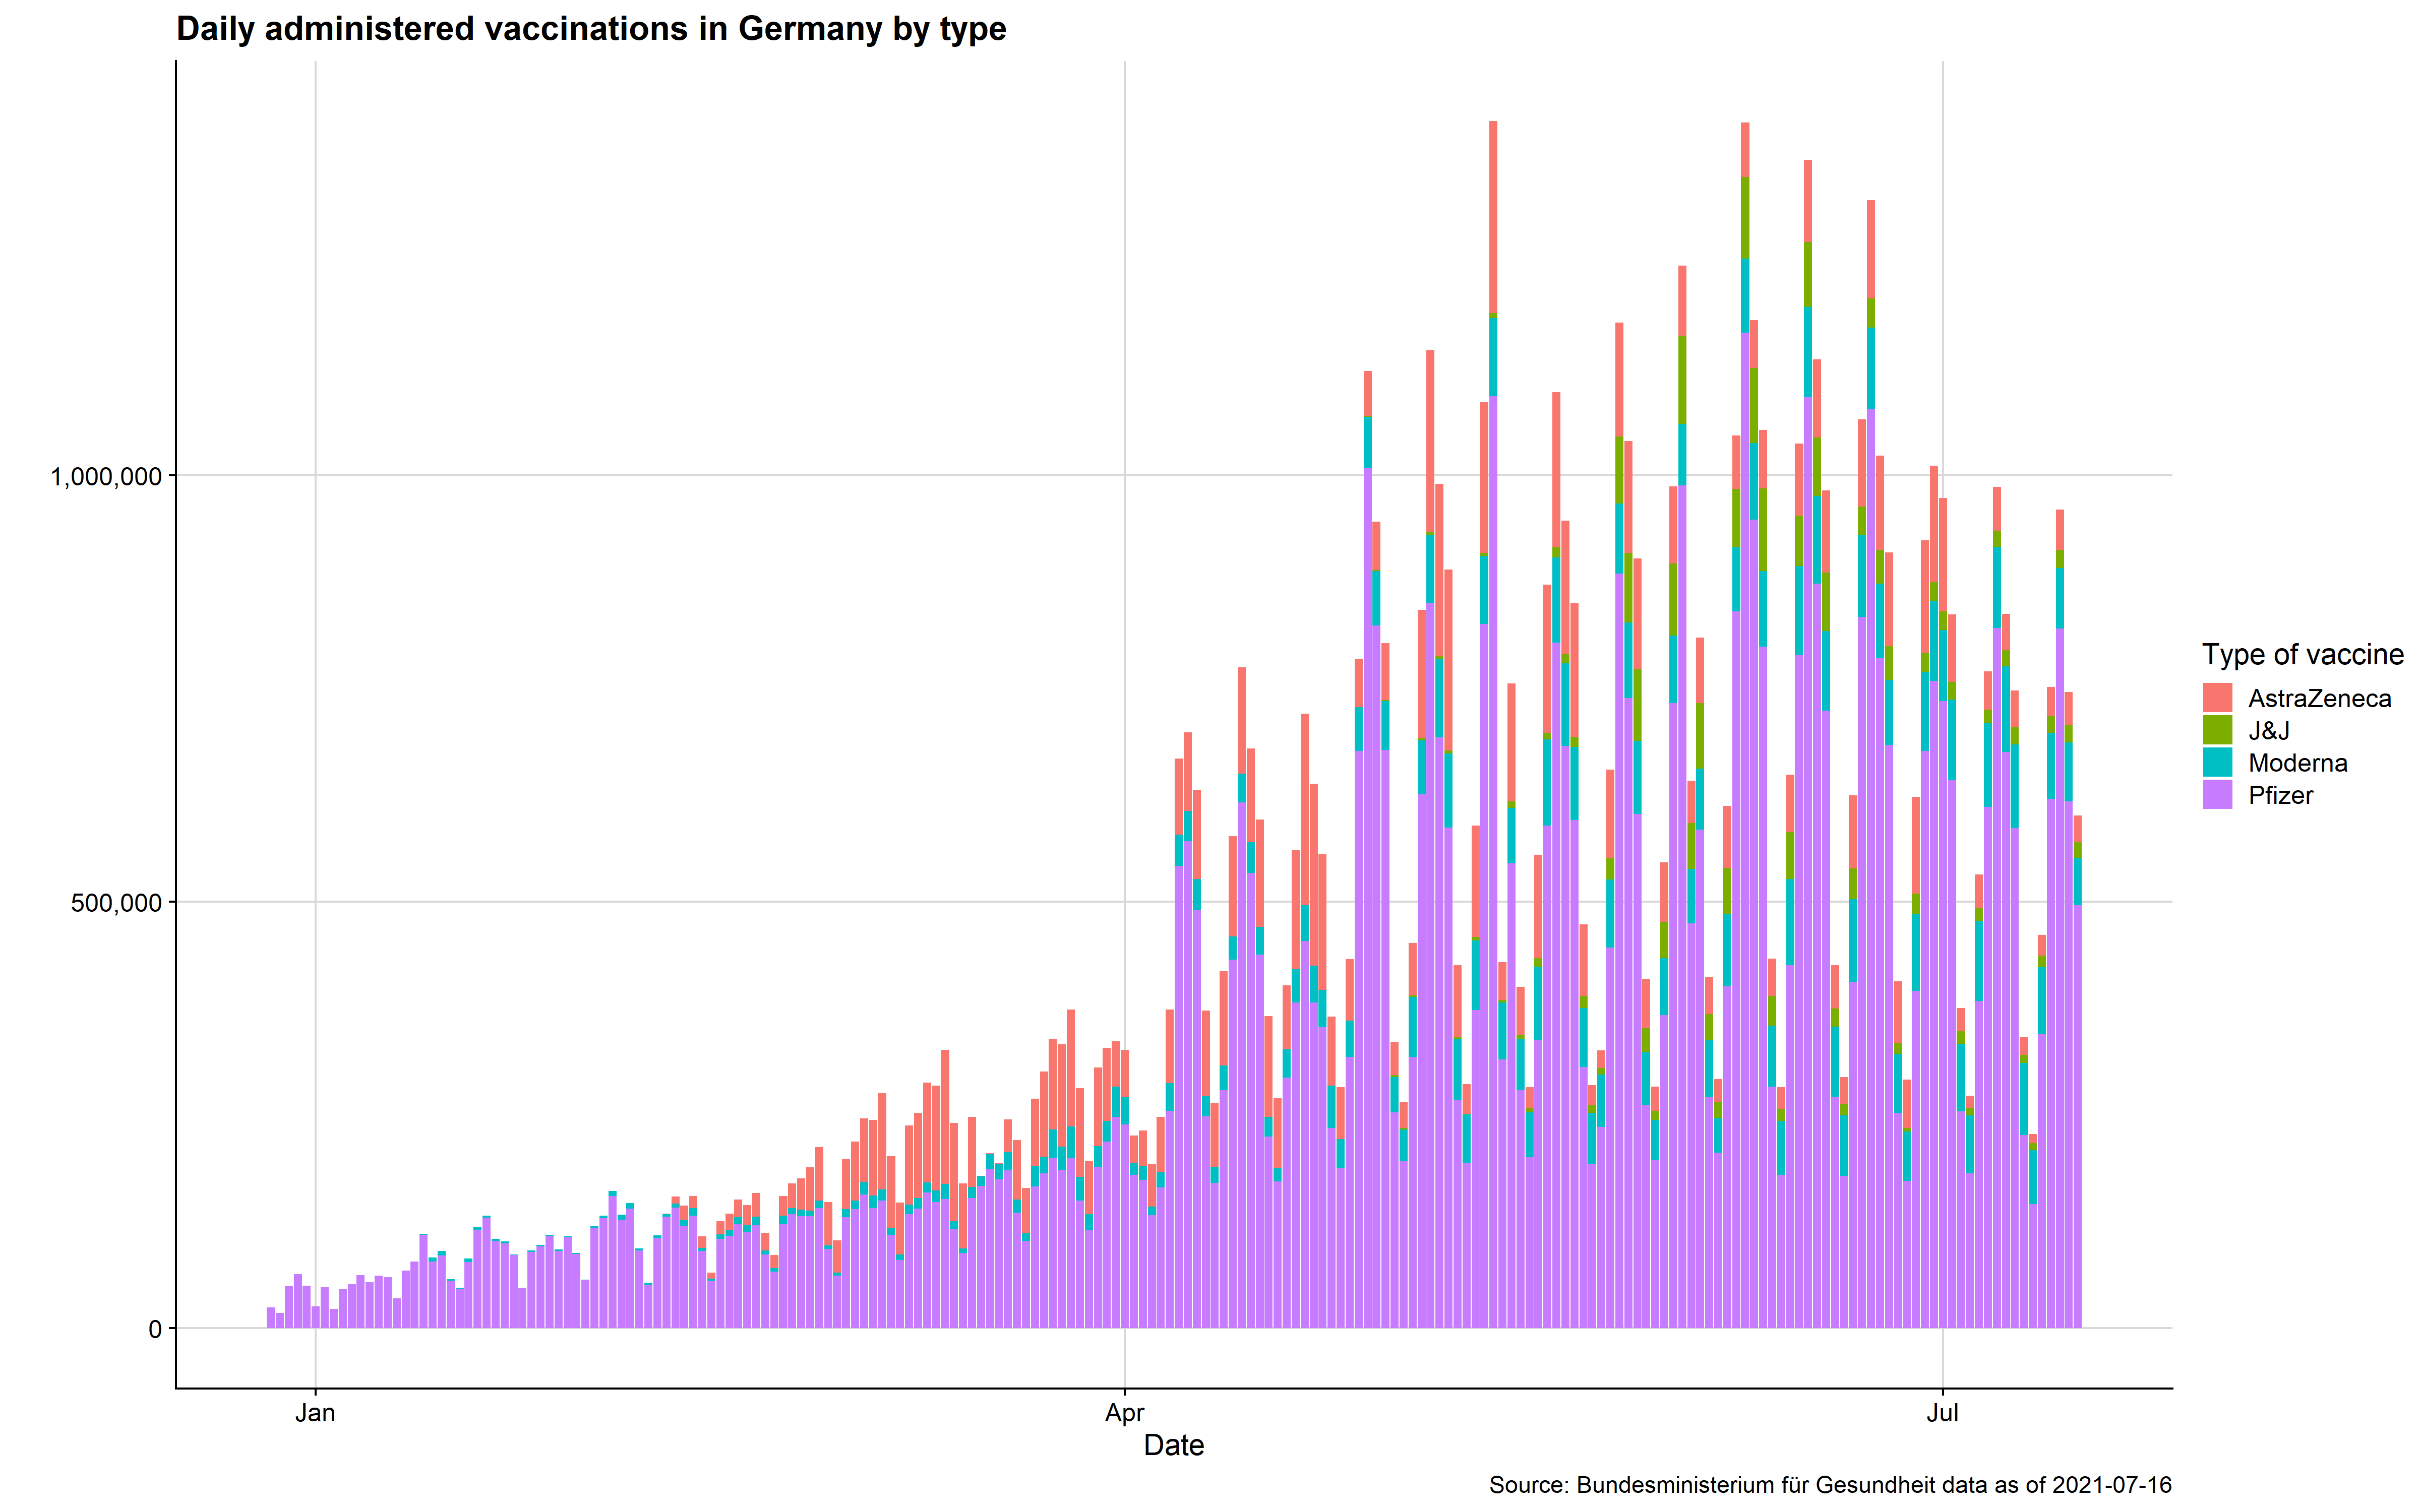 Daily administered vaccinations in Germany by type
1,000,000
500,000
0
Jan
Apr
Jul
Date
Type of vaccine
AstraZeneca
J&J
Moderna
Pfizer
Source: Bundesministerium für Gesundheit data as of 2021-07-16